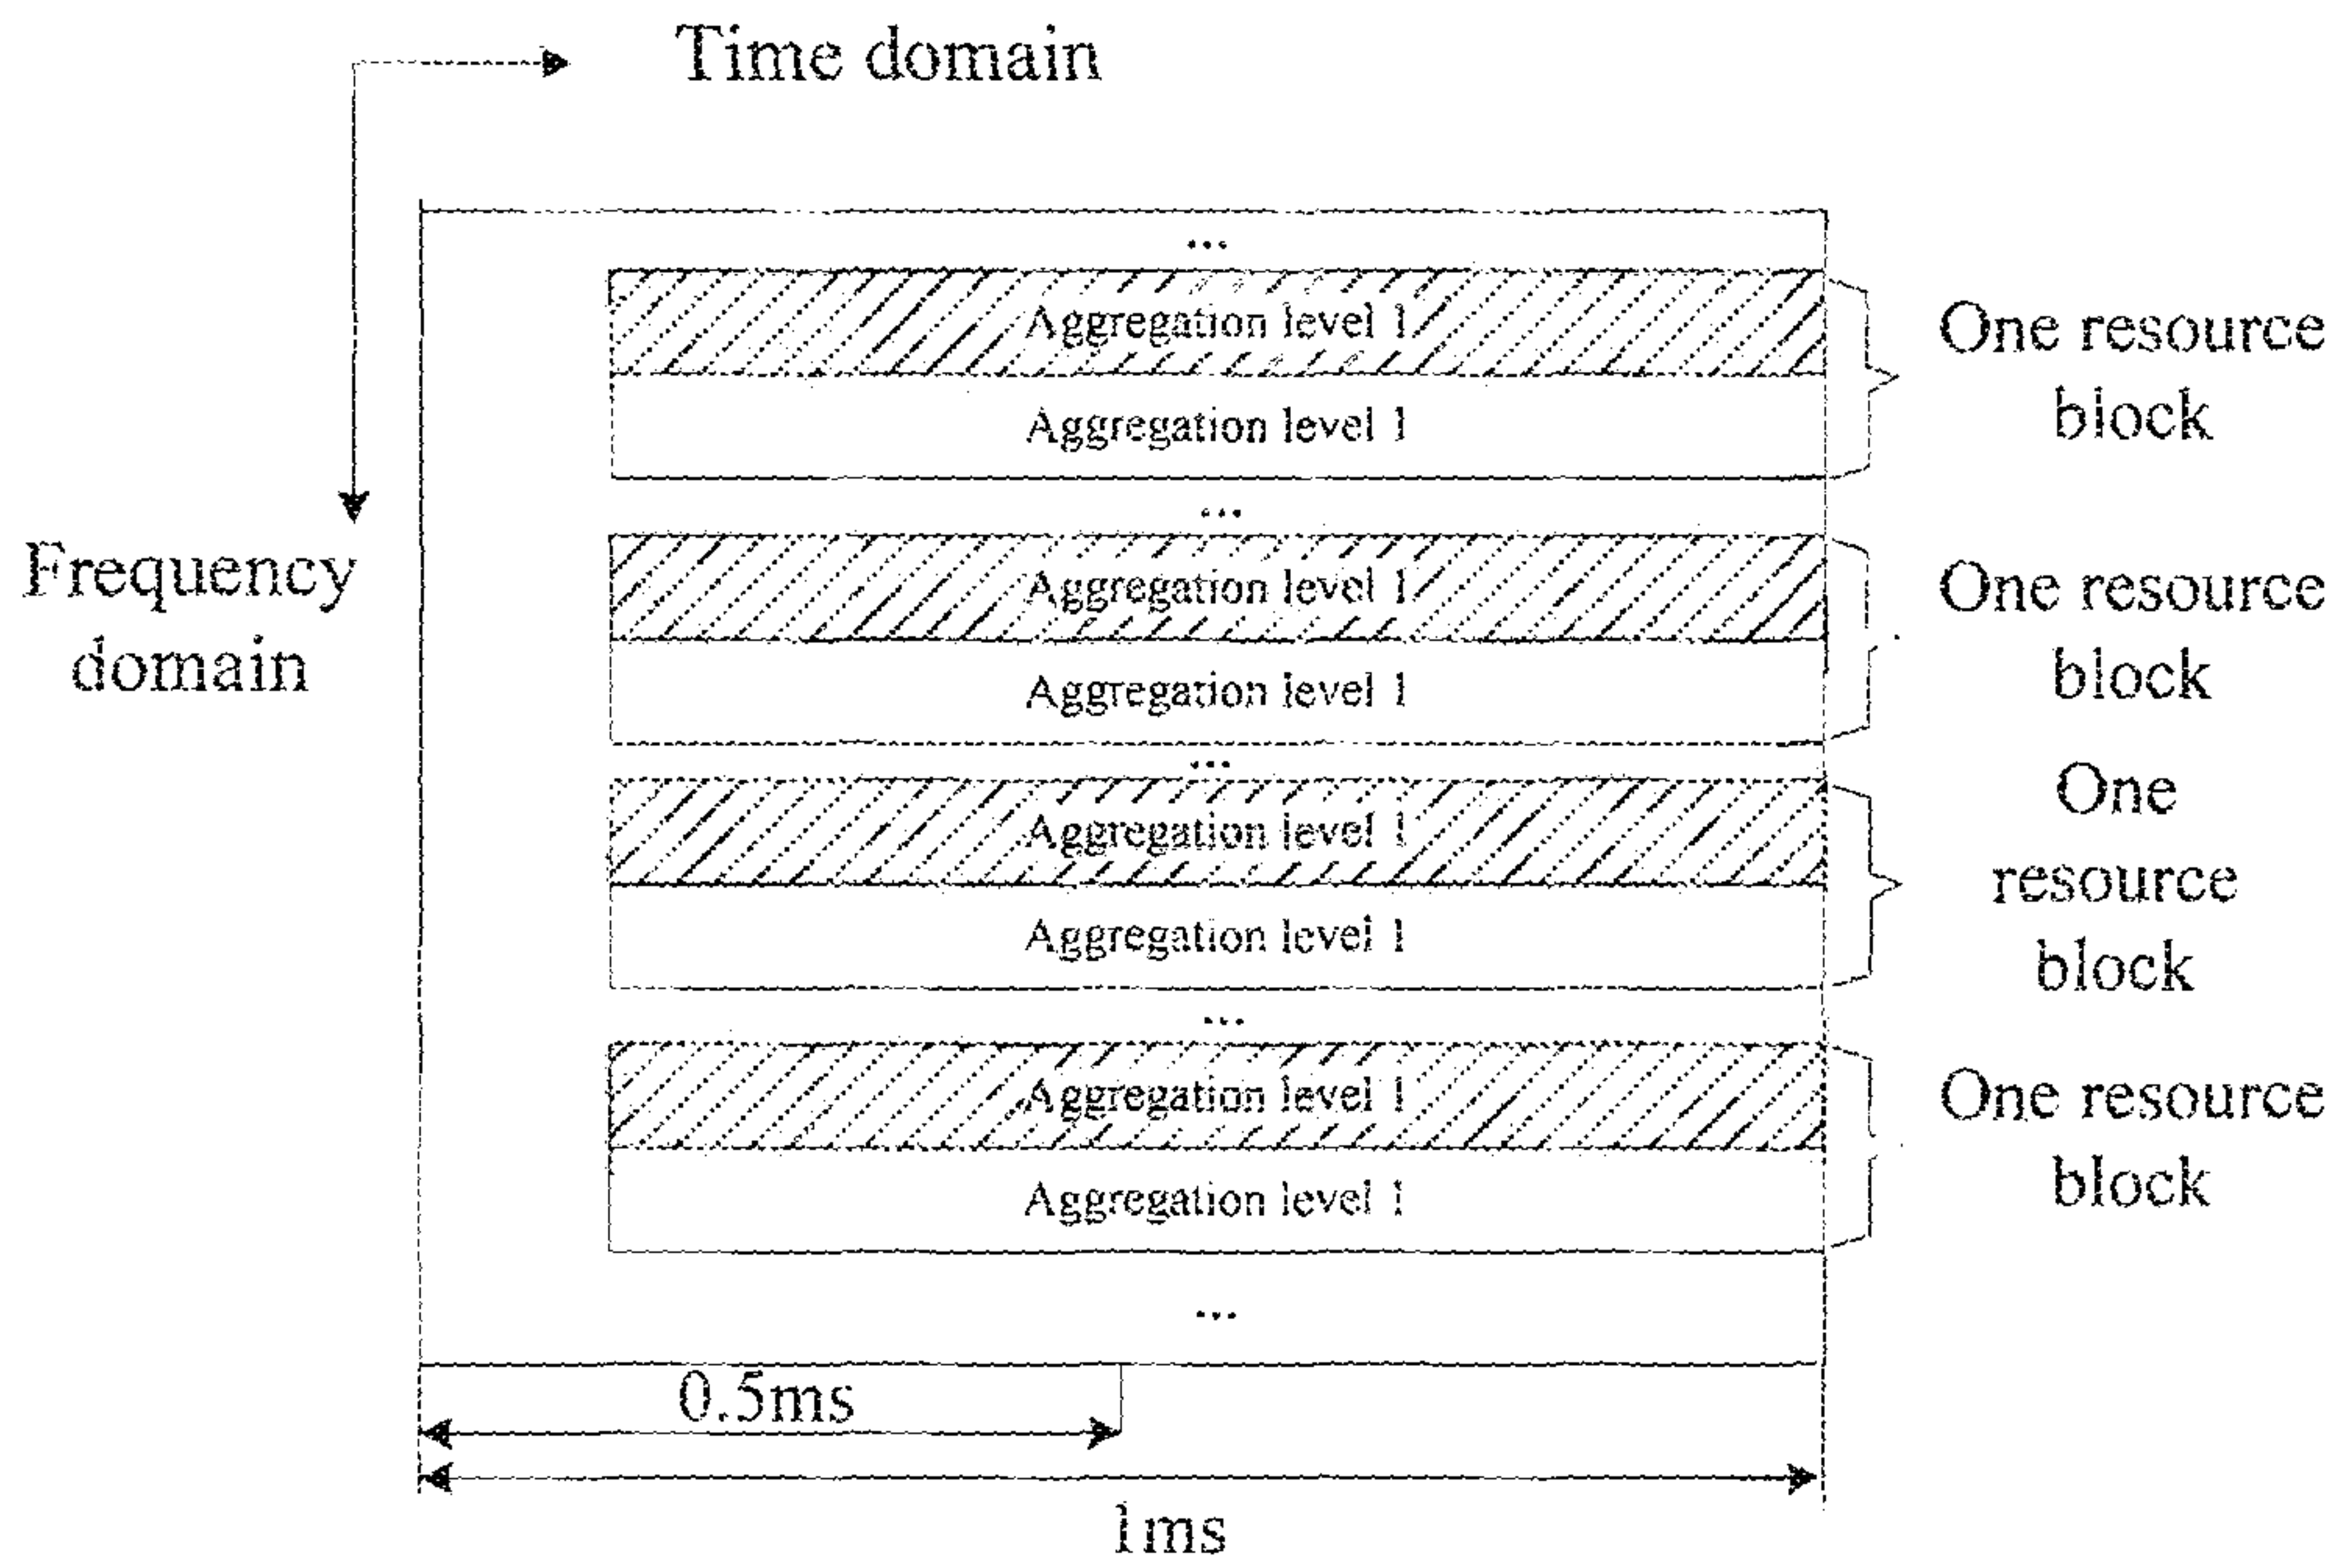 Time domain
...
Aggregation level 1
One resource
block
Aggregation level 1
...
Frequency
domain
Aggregation level 1
One resource
block
Aggregation level 1
...
Aggregation level 1
One
resource
block
Aggregation level 1
...
Aggregation level 1
One resource
block
Aggregation level 1
...
0.5ms
1ms